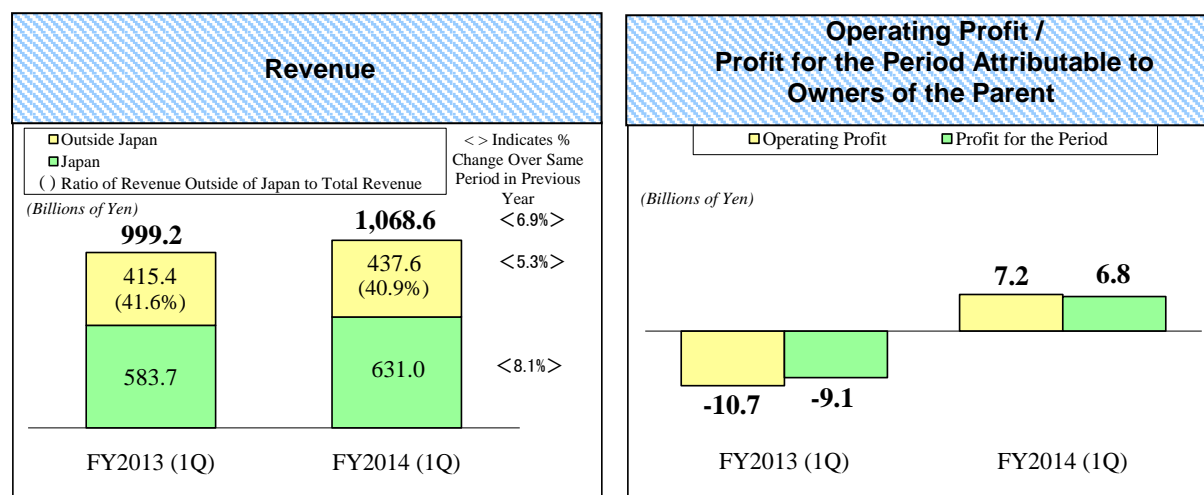 Revenue
Outside Japan
Japan
( ) Ratio of Revenue Outside of Japan to Total Revenue
< > Indicates %
Change Over Same
Period in Previous
Year
(Billions of Yen)
999.2
1,068.6
<6.9%>
415.4
(41.6%)
437.6
(40.9%)
<5.3%>
583.7
631.0
<8.1%>
FY2013 (1Q)
FY2014 (1Q)
Operating Profit /
Profit for the Period Attributable to
Owners of the Parent
Operating Profit
Profit for the Period
(Billions of Yen)
7.2
6.8
-10.7
-9.1
FY2013 (1Q)
FY2014 (1Q)